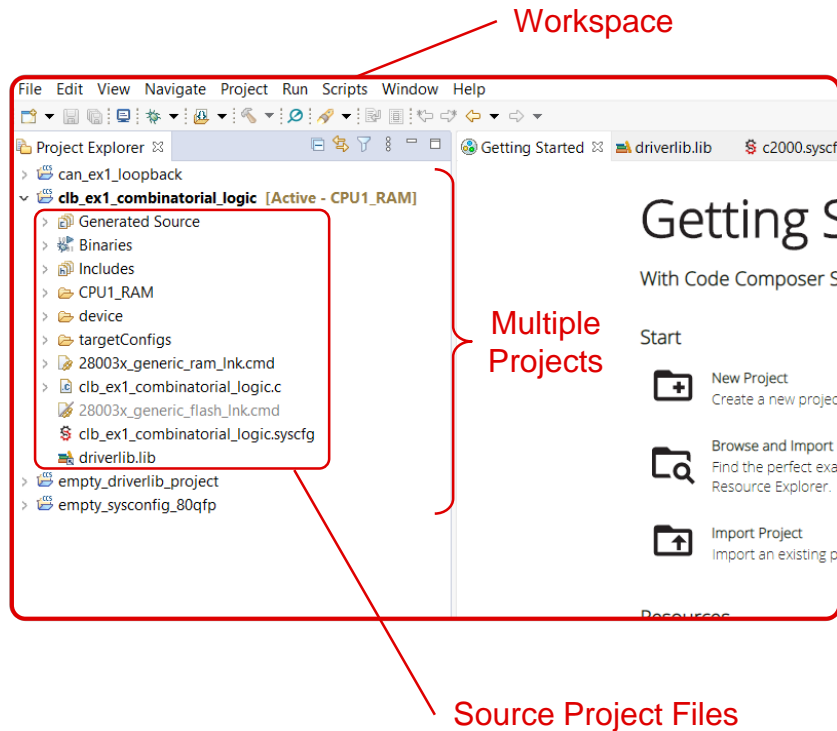 Workspace
File Edit View Navigate Project Run Scripts Window Help
Project Explorer
Getting Started
driverlib.lib
c2000.syscf
can_ex1_loopback
clb_ex1_combinatorial_logic [Active - CPU1_RAM]
Generated Source
Binaries
Includes
CPU1_RAM
device
targetConfigs
28003x_generic_ram_lnk.cmd
clb_ex1_combinatorial_logic.c
28003x_generic_flash_lnk.cmd
clb_ex1_combinatorial_logic.syscfg
driverlib.lib
empty_driverlib_project
empty_sysconfig_80qfp
Multiple
Projects
Getting S
With Code Composer S
Start
New Project
Create a new projec
Browse and Import
Find the perfect exa
Resource Explorer.
Import Project
Import an existing p
Resources
Source Project Files